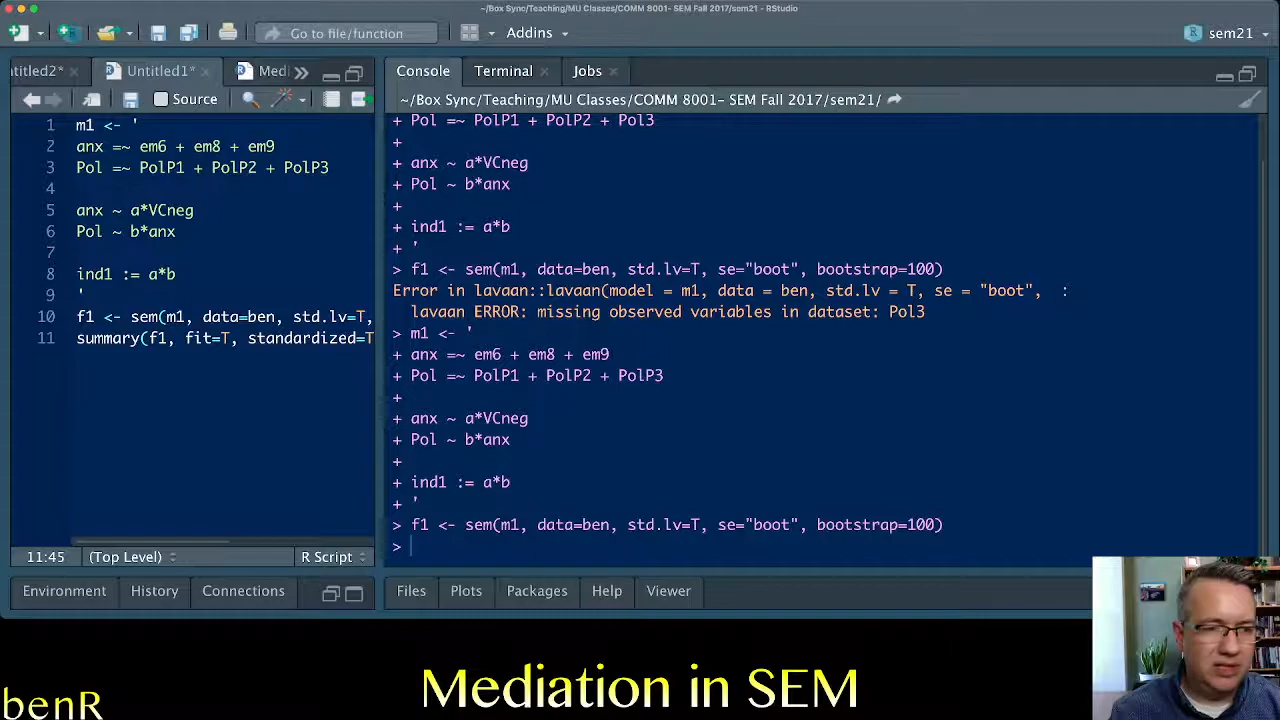 ~/Box Sync/Teaching/MU Classes/COMM 8001- SEM Fall 2017/sem21 - RStudio
Go to file/function
Addins
sem21
ntitled2*
Untitled1*
Med
Source
1 m1 <- '
2 anx =~ em6 + em8 + em9
3 Pol =~ PolP1 + PolP2 + PolP3
4
5 anx ~ a*VCneg
6 Pol ~ b*anx
7
8 ind1 := a*b
9 '
10 f1 <- sem(m1, data=ben, std.lv=T,
11 summary(f1, fit=T, standardized=T
11:45 (Top Level) R Script
Environment History Connections
Console Terminal Jobs
~/Box Sync/Teaching/MU Classes/COMM 8001- SEM Fall 2017/sem21/
+ Pol =~ PolP1 + PolP2 + Pol3
+
+ anx ~ a*VCneg
+ Pol ~ b*anx
+
+ ind1 := a*b
+ '
> f1 <- sem(m1, data=ben, std.lv=T, se="boot", bootstrap=100)
Error in lavaan::lavaan(model = m1, data = ben, std.lv = T, se = "boot",  :
  lavaan ERROR: missing observed variables in dataset: Pol3
> m1 <- '
+ anx =~ em6 + em8 + em9
+ Pol =~ PolP1 + PolP2 + PolP3
+
+ anx ~ a*VCneg
+ Pol ~ b*anx
+
+ ind1 := a*b
+ '
> f1 <- sem(m1, data=ben, std.lv=T, se="boot", bootstrap=100)
>
Files Plots Packages Help Viewer
benR
Mediation in SEM